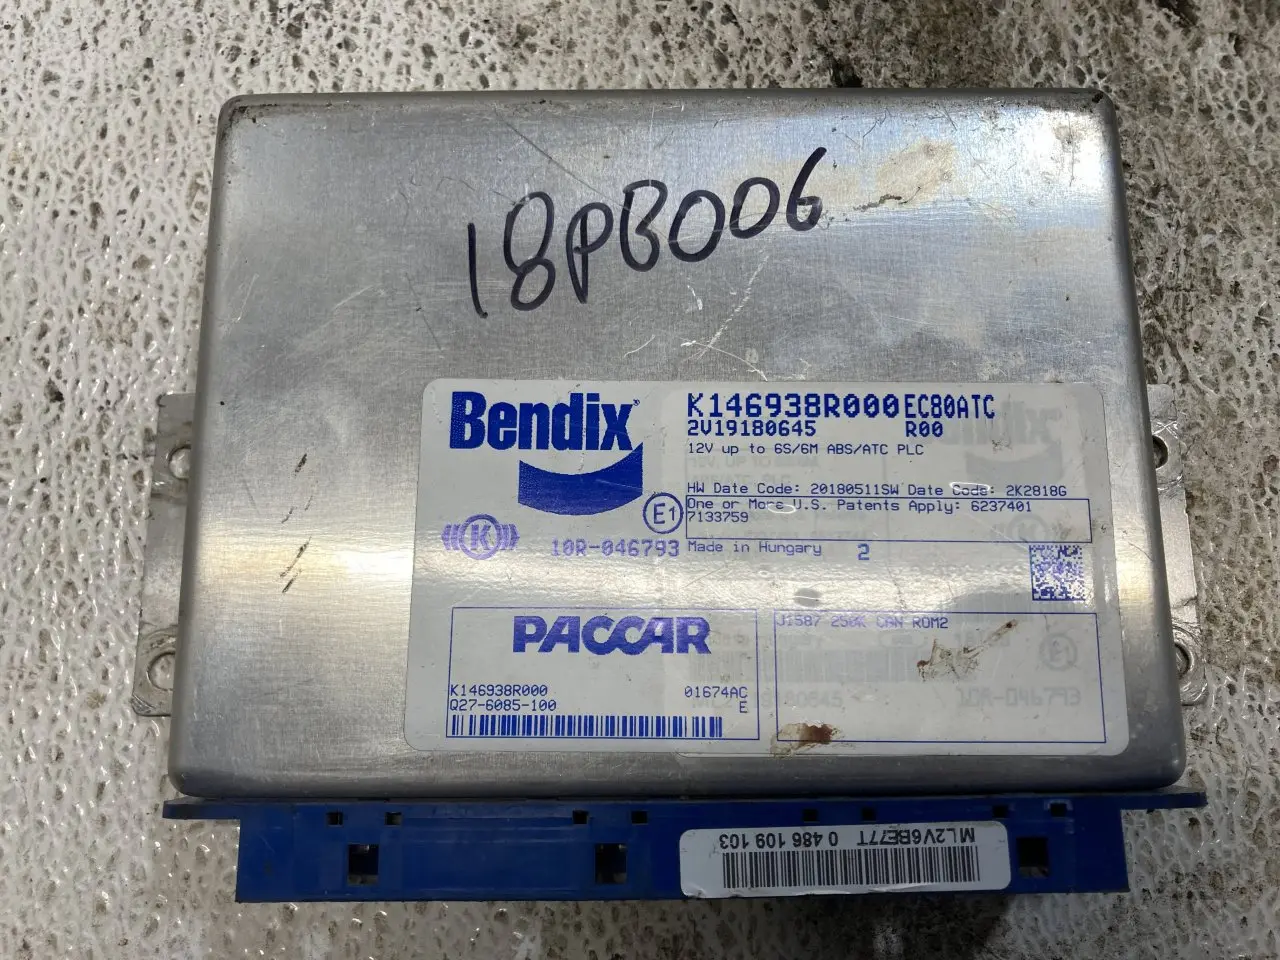 18PB006
Bendix
K146938R000 EC80ATC
2V19180645 R00
12V up to 6S/6M ABS/ATC PLC
HW Date Code: 20180511SW Date Code: 2K2818G
One or More U.S. Patents Apply: 6237401
7133759
E1
K
10R-046793 Made in Hungary 2
PACCAR
J1587 250K CAN ROM2
K146938R000 01674AC
Q27-6085-100 E
10R-046793
ML2V6BE77T 0 486 109 103